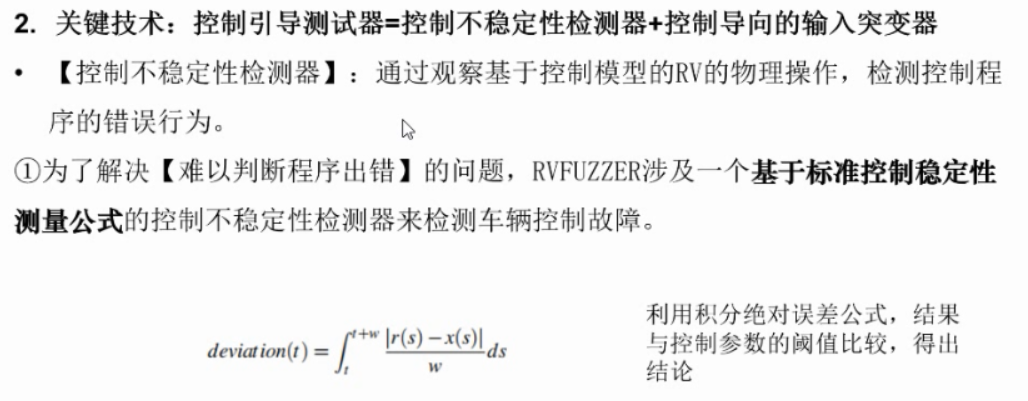 2. 关键技术：控制引导测试器=控制不稳定性检测器+控制导向的输入突变器
• 【控制不稳定性检测器】：通过观察基于控制模型的RV的物理操作，检测控制程
序的错误行为。
①为了解决【难以判断程序出错】的问题，RVFUZZER涉及一个基于标准控制稳定性
测量公式的控制不稳定性检测器来检测车辆控制故障。
利用积分绝对误差公式，结果
deviation(t) = ∫_t^{t+w} |r(s) − x(s)| / w ds
与控制参数的阈值比较，得出
结论